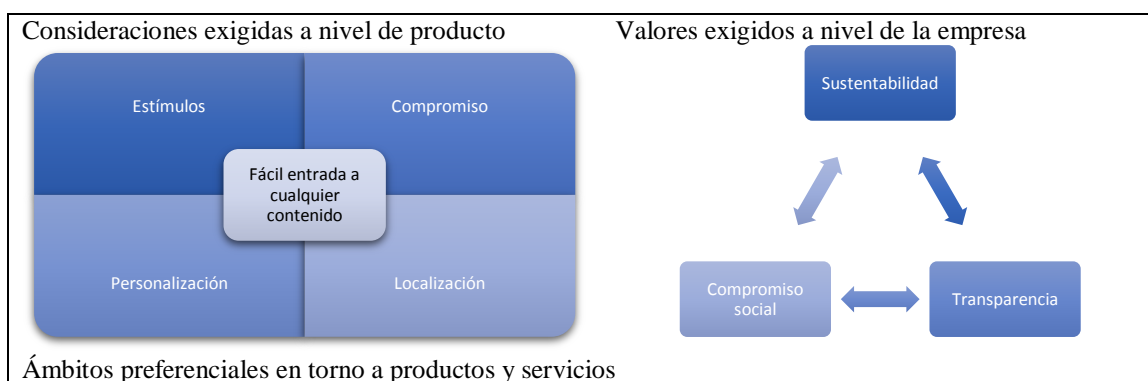 Consideraciones exigidas a nivel de producto
Estímulos
Compromiso
Fácil entrada a
cualquier
contenido
Personalización
Localización
Valores exigidos a nivel de la empresa
Sustentabilidad
Compromiso
social
Transparencia
Ámbitos preferenciales en torno a productos y servicios